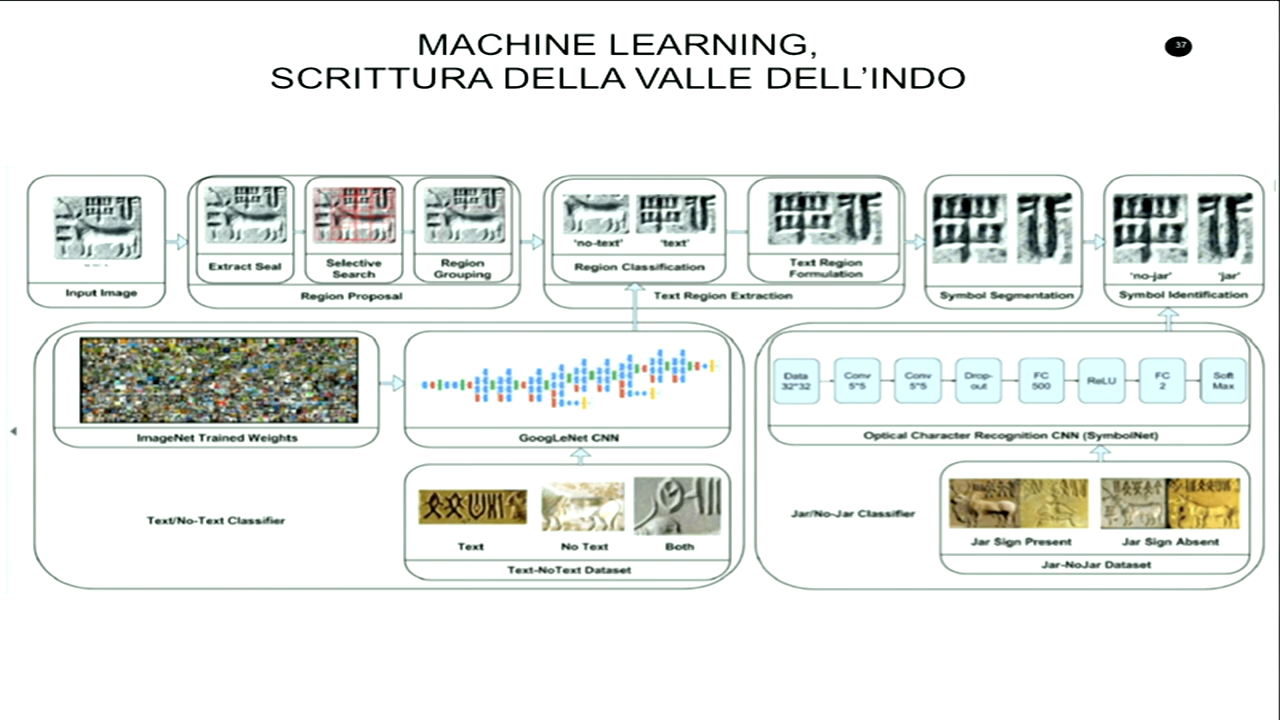 MACHINE LEARNING,
SCRITTURA DELLA VALLE DELL'INDO
37
Input Image
Extract Seal
Selective
Search
Region
Grouping
Region Proposal
'no-text' 'text'
Region Classification
Text Region
Formulation
Text Region Extraction
Symbol Segmentation
'no-jar' 'jar'
Symbol Identification
ImageNet Trained Weights
GoogLeNet CNN
Text/No-Text Classifier
Text No Text Both
Text-NoText Dataset
Data
32*32
Conv
5*5
Conv
5*5
Drop-
out
FC
500
ReLU
FC
2
Soft
Max
Optical Character Recognition CNN (SymbolNet)
Jar/No-Jar Classifier
Jar Sign Present Jar Sign Absent
Jar-NoJar Dataset